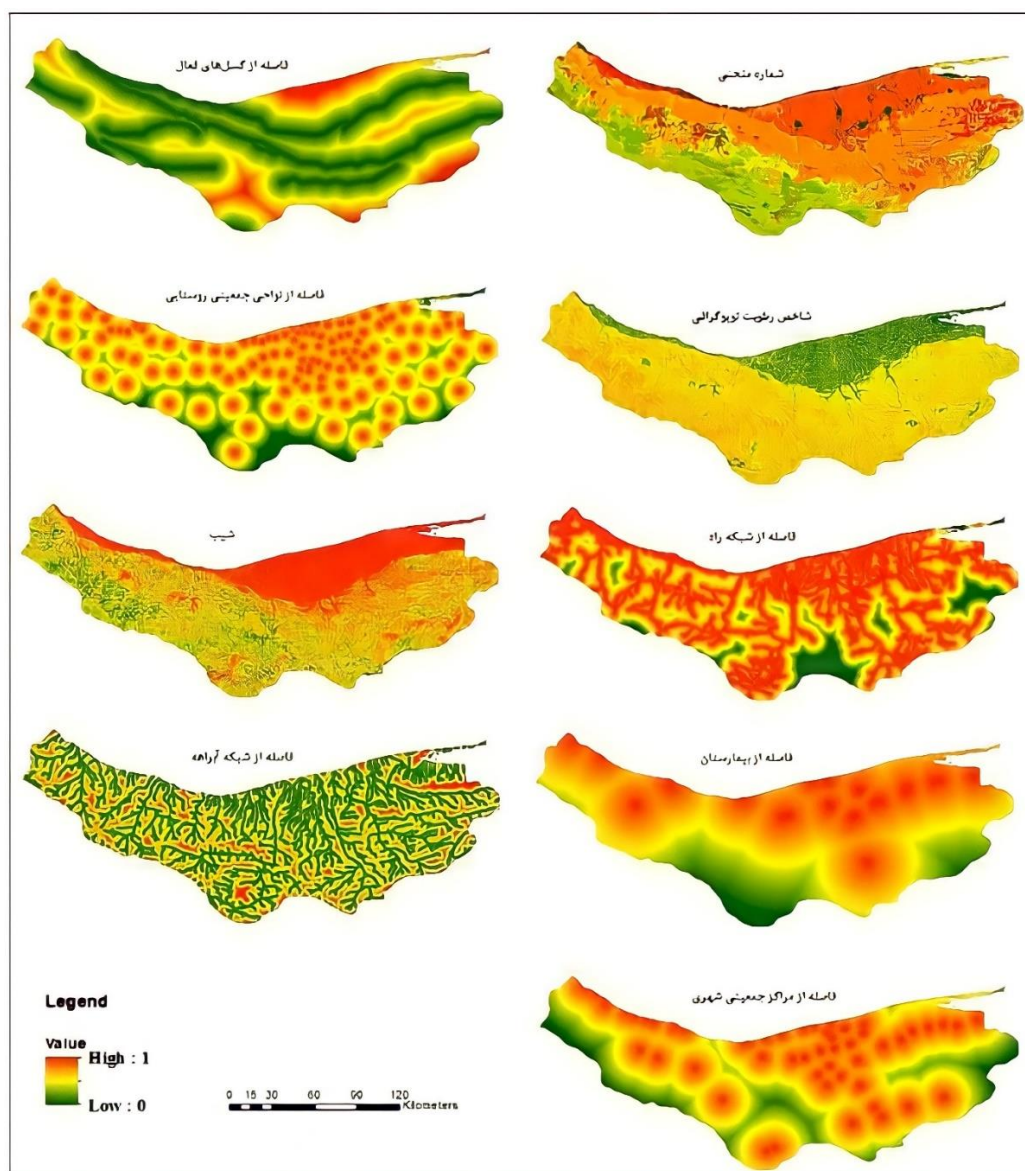 فاصله از گسل‌های فعال
شماره منحنی
فاصله از نواحی جمعیتی روستایی
شاخص رطوبت توپوگرافی
شیب
فاصله از شبکه راه
فاصله از شبکه آبراهه
فاصله از بیمارستان
فاصله از مراکز جمعیتی شهری
Legend
Value
High : 1
Low : 0
0 15 30 60 90 120
Kilometers